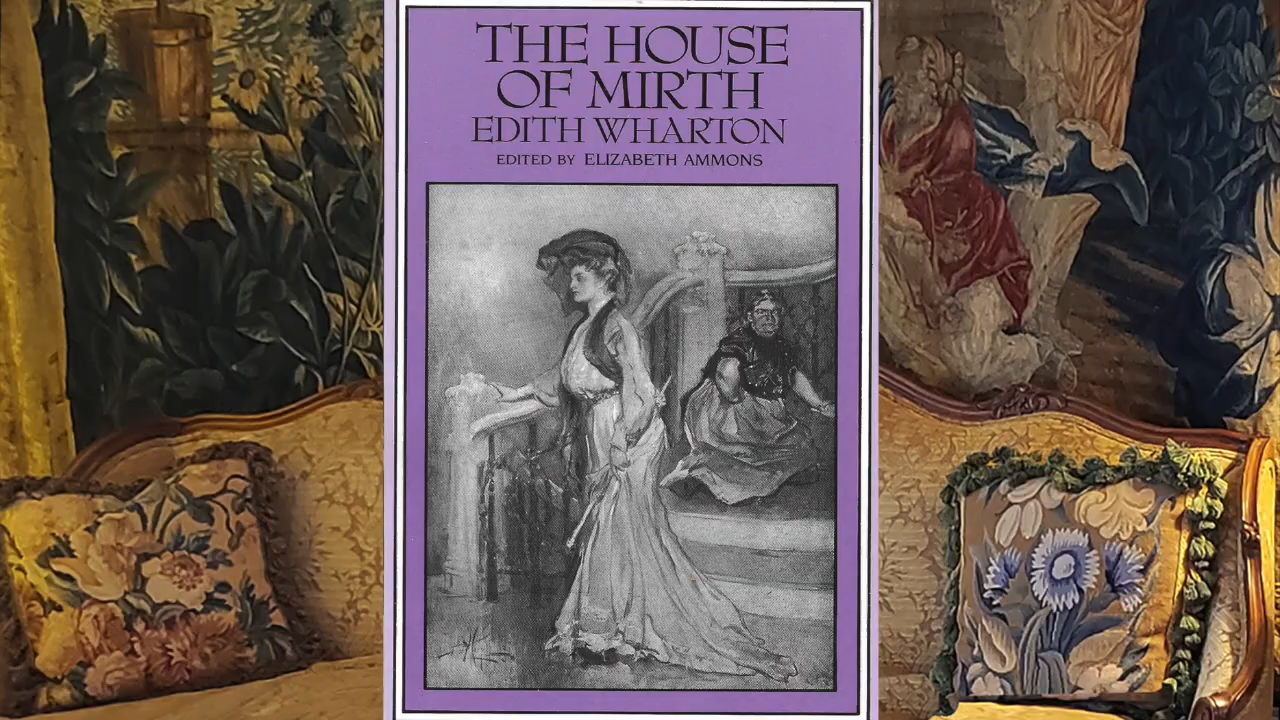 THE HOUSE
OF MIRTH
EDITH WHARTON
EDITED BY ELIZABETH AMMONS